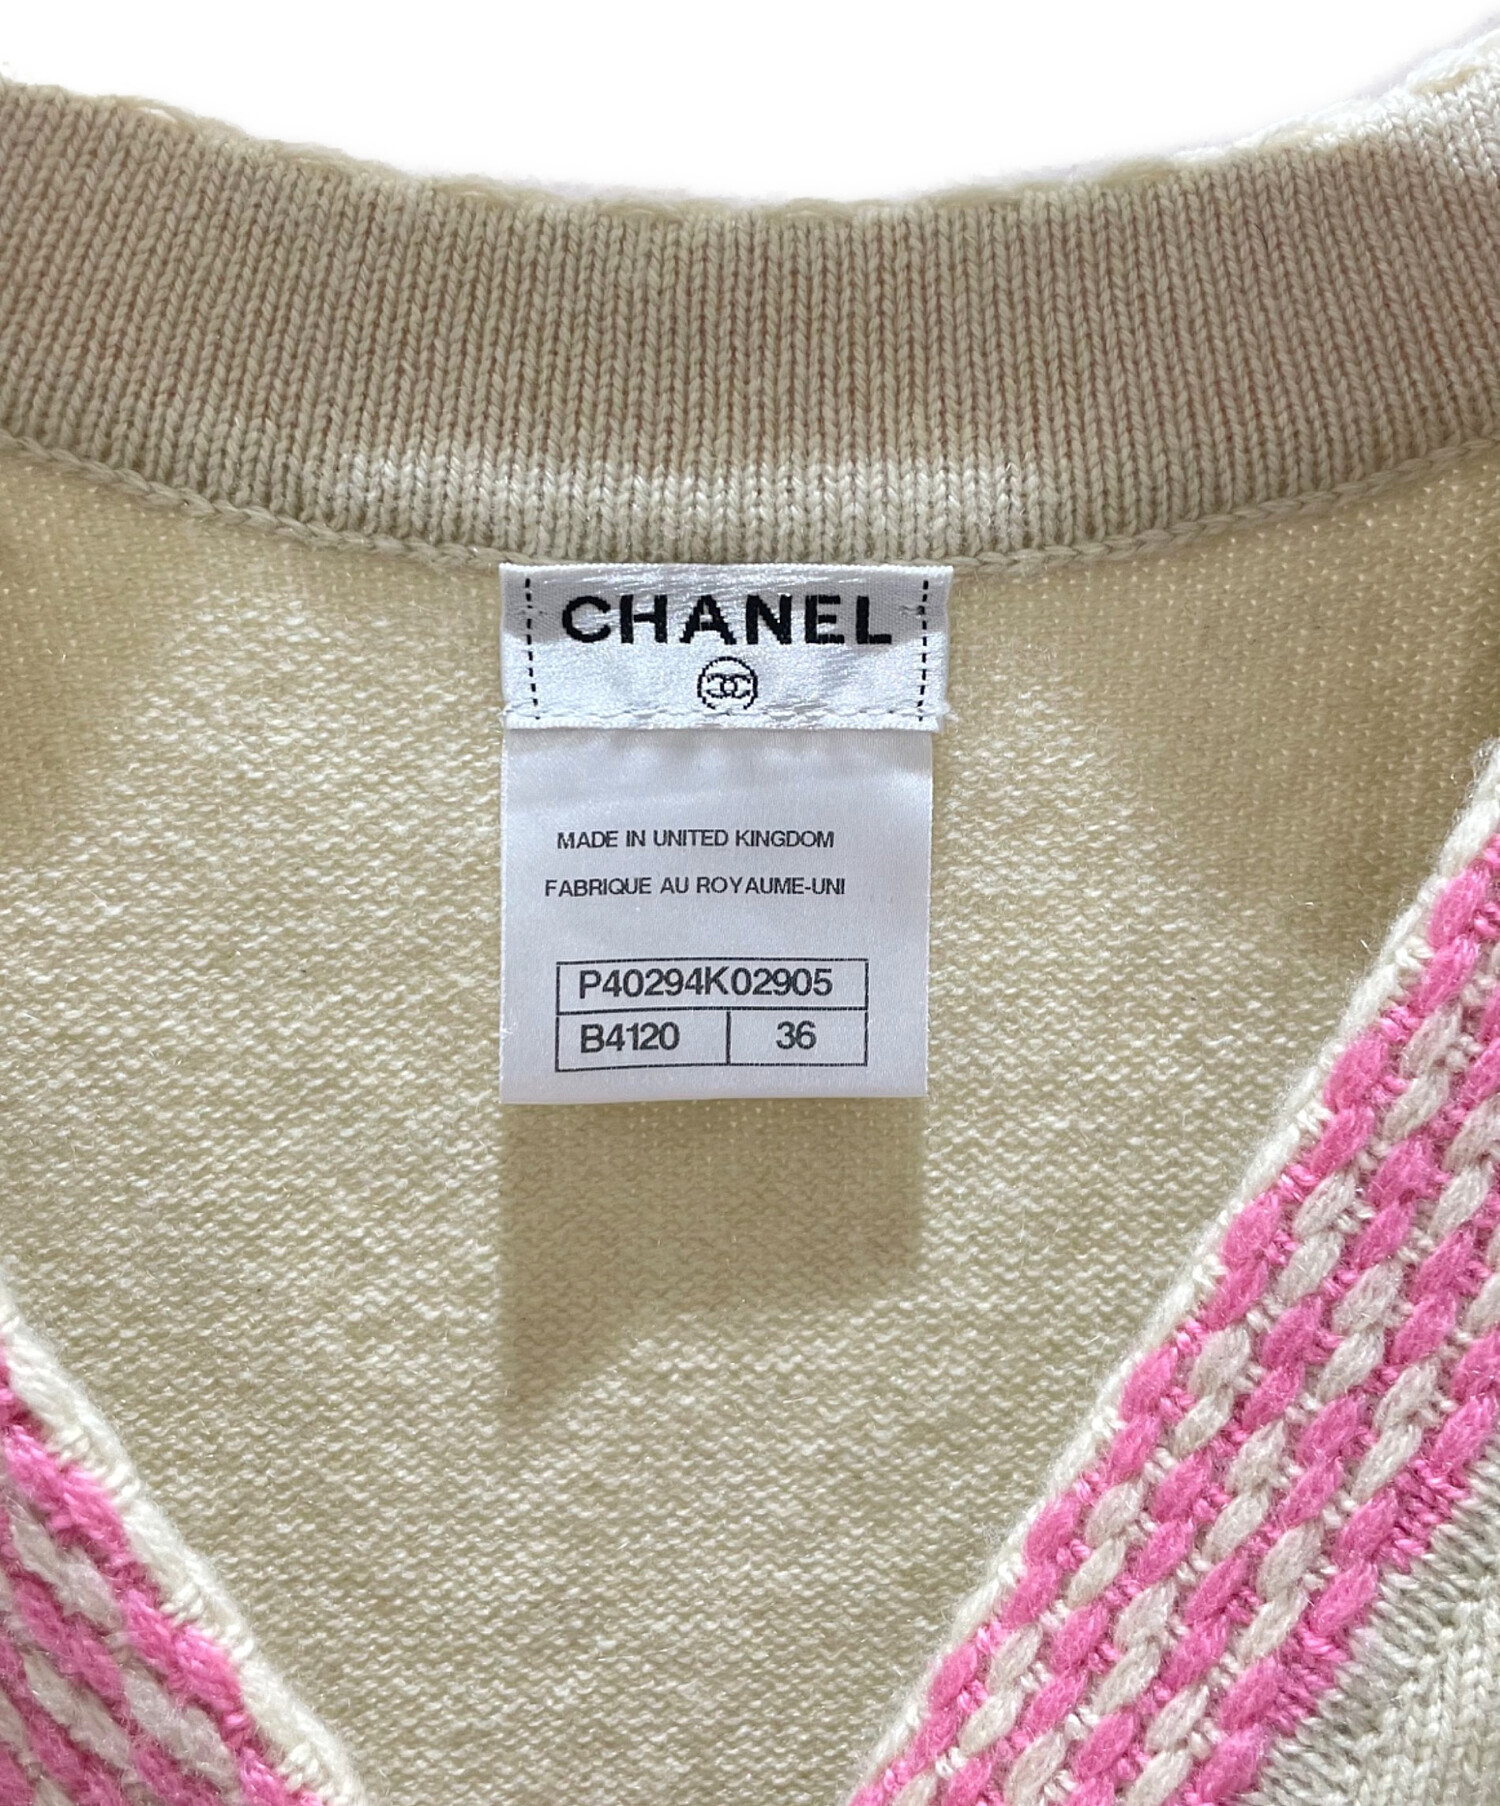 CHANEL
MADE IN UNITED KINGDOM
FABRIQUE AU ROYAUME-UNI
P40294K02905
B4120 36